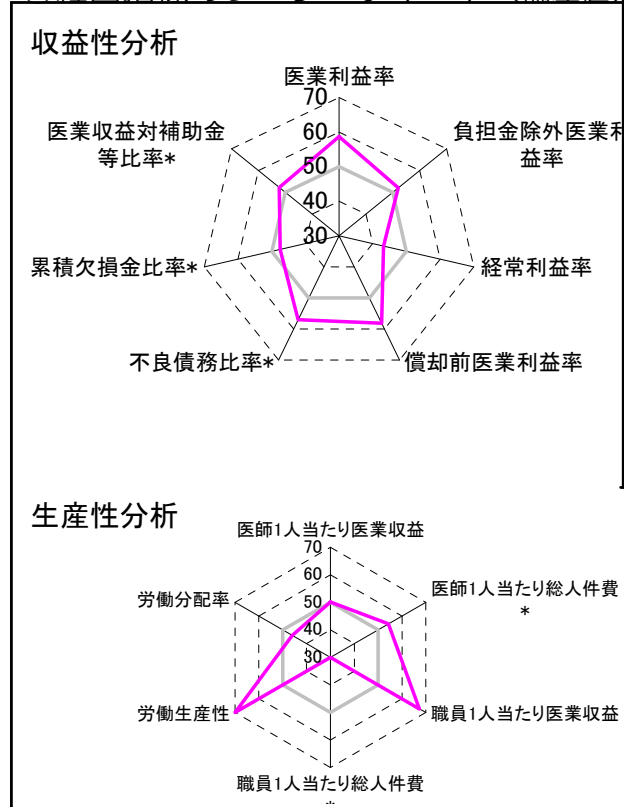 収益性分析
医業利益率
70
60
50
40
30
医業収益対補助金
等比率*
負担金除外医業利
益率
累積欠損金比率*
経常利益率
不良債務比率*
償却前医業利益率
生産性分析
医師1人当たり医業収益
70
60
50
40
30
労働分配率
医師1人当たり総人件費
*
労働生産性
職員1人当たり医業収益
職員1人当たり総人件費
*